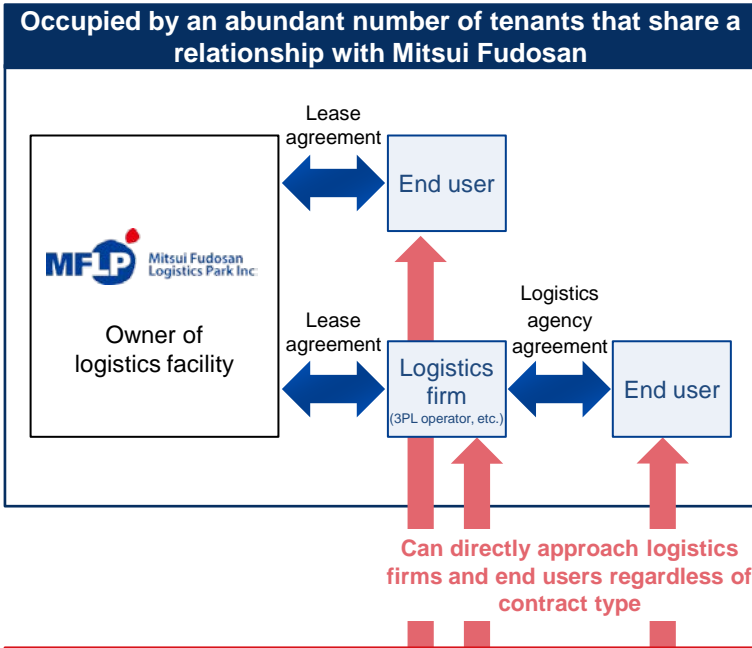 Occupied by an abundant number of tenants that share a
relationship with Mitsui Fudosan
Lease
agreement
End user
MFLP
Mitsui Fudosan
Logistics Park Inc.
Owner of
logistics facility
Lease
agreement
Logistics
firm
(3PL operator, etc.)
Logistics
agency
agreement
End user
Can directly approach logistics
firms and end users regardless of
contract type